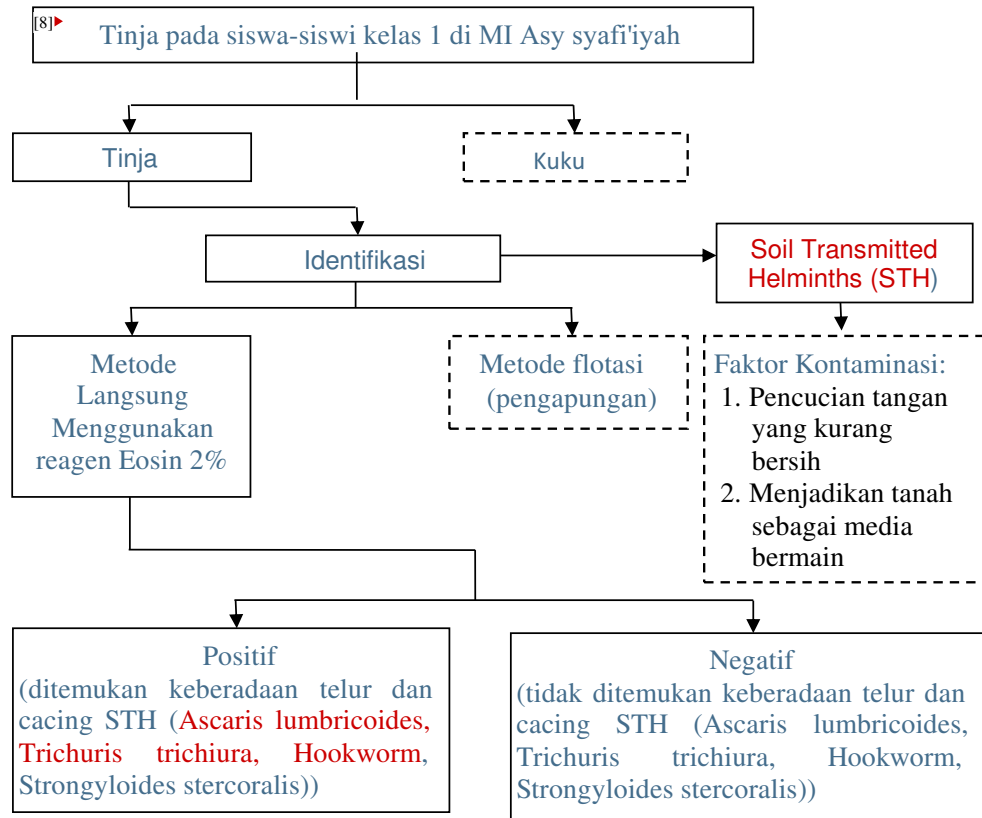 [8]
Tinja pada siswa-siswi kelas 1 di MI Asy syafi'iyah
Tinja
Kuku
Identifikasi
Soil Transmitted
Helminths (STH)
Metode
Langsung
Menggunakan
reagen Eosin 2%
Metode flotasi
(pengapungan)
Faktor Kontaminasi:
1. Pencucian tangan
yang kurang
bersih
2. Menjadikan tanah
sebagai media
bermain
Positif
(ditemukan keberadaan telur dan
cacing STH (Ascaris lumbricoides,
Trichuris trichiura, Hookworm,
Strongyloides stercoralis))
Negatif
(tidak ditemukan keberadaan telur dan
cacing STH (Ascaris lumbricoides,
Trichuris trichiura, Hookworm,
Strongyloides stercoralis))